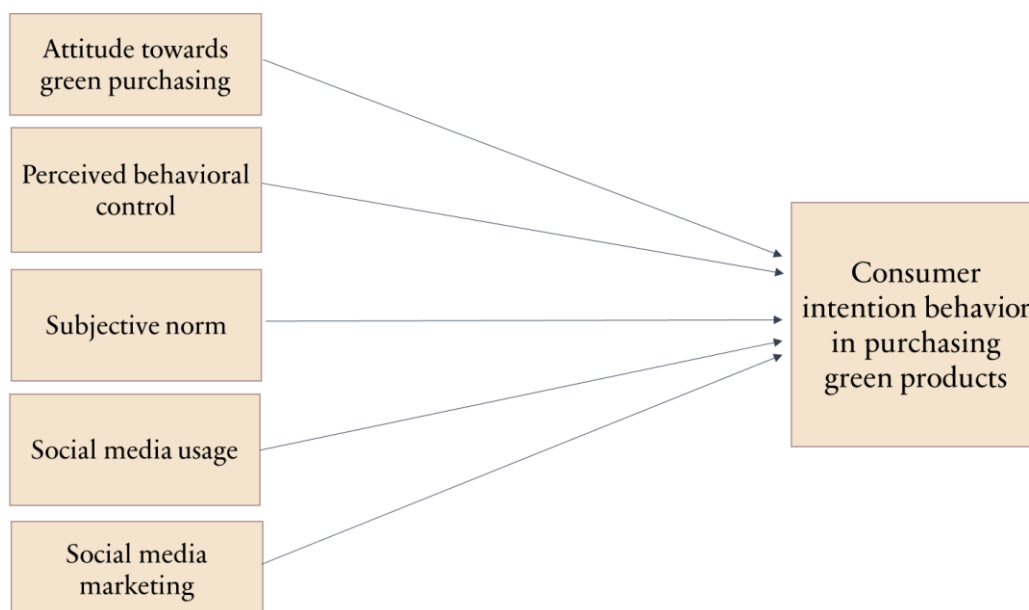 Attitude towards
green purchasing
Perceived behavioral
control
Subjective norm
Social media usage
Social media
marketing
Consumer
intention behavior
in purchasing
green products